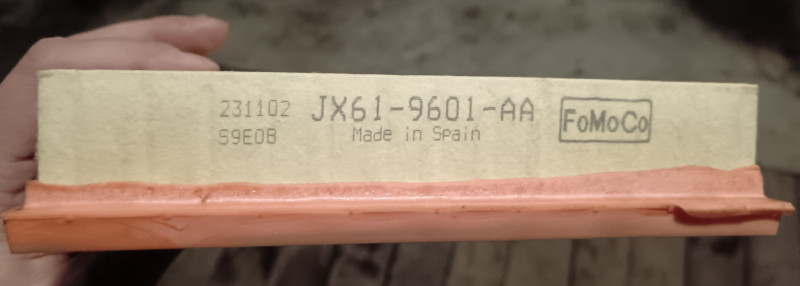 231102 JX61-9601-AA FoMoCo
S9E0B Made in Spain